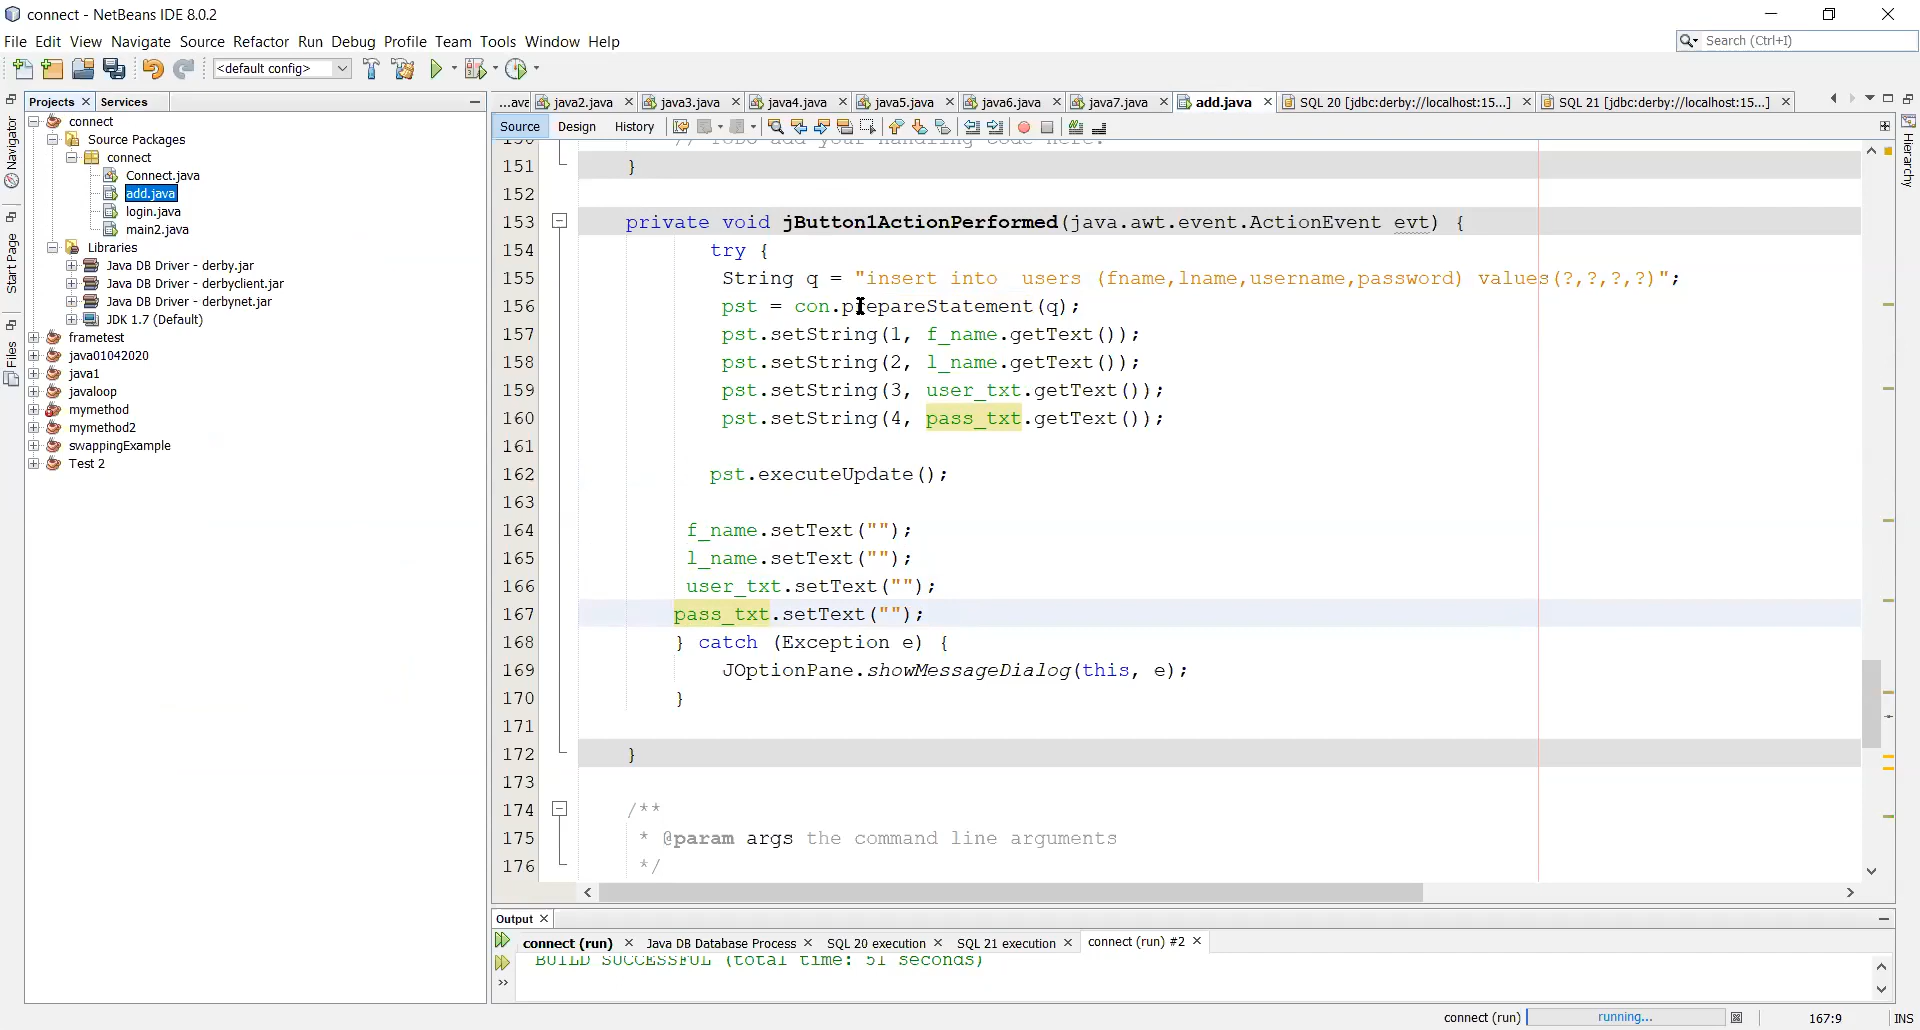 connect - NetBeans IDE 8.0.2
File Edit View Navigate Source Refactor Run Debug Profile Team Tools Window Help
Search (Ctrl+I)
<default config>
Projects Services
...ava java2.java java3.java java4.java java5.java java6.java java7.java add.java SQL 20 [jdbc:derby://localhost:15...] SQL 21 [jdbc:derby://localhost:15...]
Source Design History
Navigator
Start Page
Files
Hierarchy
connect
Source Packages
connect
Connect.java
add.java
login.java
main2.java
Libraries
Java DB Driver - derby.jar
Java DB Driver - derbyclient.jar
Java DB Driver - derbynet.jar
JDK 1.7 (Default)
frametest
java01042020
java1
javaloop
mymethod
mymethod2
swappingExample
Test 2
150 // TODO add your handling code here:
151 }
152
153 private void jButton1ActionPerformed(java.awt.event.ActionEvent evt) {
154 try {
155 String q = "insert into  users (fname,lname,username,password) values(?,?,?,?)";
156 pst = con.prepareStatement(q);
157 pst.setString(1, f_name.getText());
158 pst.setString(2, l_name.getText());
159 pst.setString(3, user_txt.getText());
160 pst.setString(4, pass_txt.getText());
161
162 pst.executeUpdate();
163
164 f_name.setText("");
165 l_name.setText("");
166 user_txt.setText("");
167 pass_txt.setText("");
168 } catch (Exception e) {
169 JOptionPane.showMessageDialog(this, e);
170 }
171
172 }
173
174 /**
175 * @param args the command line arguments
176 */
Output
connect (run) Java DB Database Process SQL 20 execution SQL 21 execution connect (run) #2
BUILD SUCCESSFUL (total time: 51 seconds)
connect (run) running... 167:9 INS